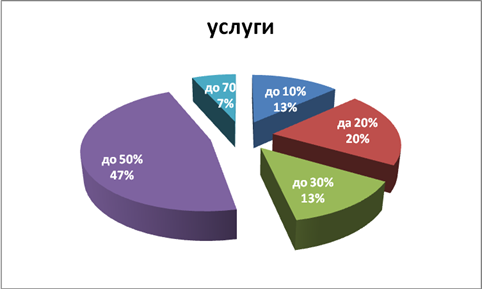 услуги
до 70
7%
до 10%
13%
да 20%
20%
до 30%
13%
до 50%
47%